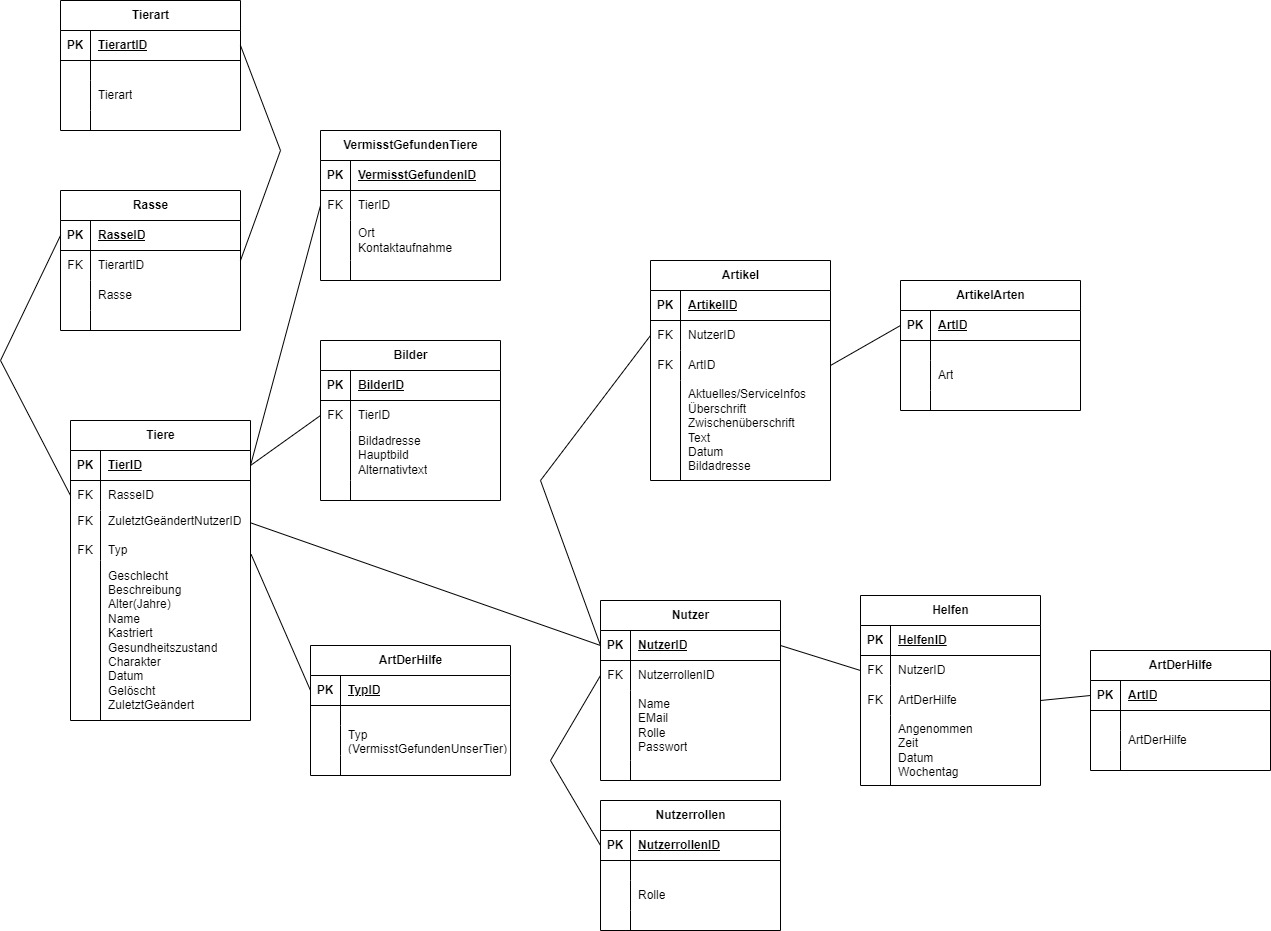 Tierart
PK TierartID
Tierart
Rasse
PK RasseID
FK TierartID
Rasse
VermisstGefundenTiere
PK VermisstGefundenID
FK TierID
Ort
Kontaktaufnahme
Bilder
PK BilderID
FK TierID
Bildadresse
Hauptbild
Alternativtext
Tiere
PK TierID
FK RasseID
FK ZuletztGeändertNutzerID
FK Typ
Geschlecht
Beschreibung
Alter(Jahre)
Name
Kastriert
Gesundheitszustand
Charakter
Datum
Gelöscht
ZuletztGeändert
ArtDerHilfe
PK TypID
Typ
(VermisstGefundenUnserTier)
Artikel
PK ArtikelID
FK NutzerID
FK ArtID
Aktuelles/ServiceInfos
Überschrift
Zwischenüberschrift
Text
Datum
Bildadresse
ArtikelArten
PK ArtID
Art
Nutzer
PK NutzerID
FK NutzerrollenID
Name
EMail
Rolle
Passwort
Nutzerrollen
PK NutzerrollenID
Rolle
Helfen
PK HelfenID
FK NutzerID
FK ArtDerHilfe
Angenommen
Zeit
Datum
Wochentag
ArtDerHilfe
PK ArtID
ArtDerHilfe